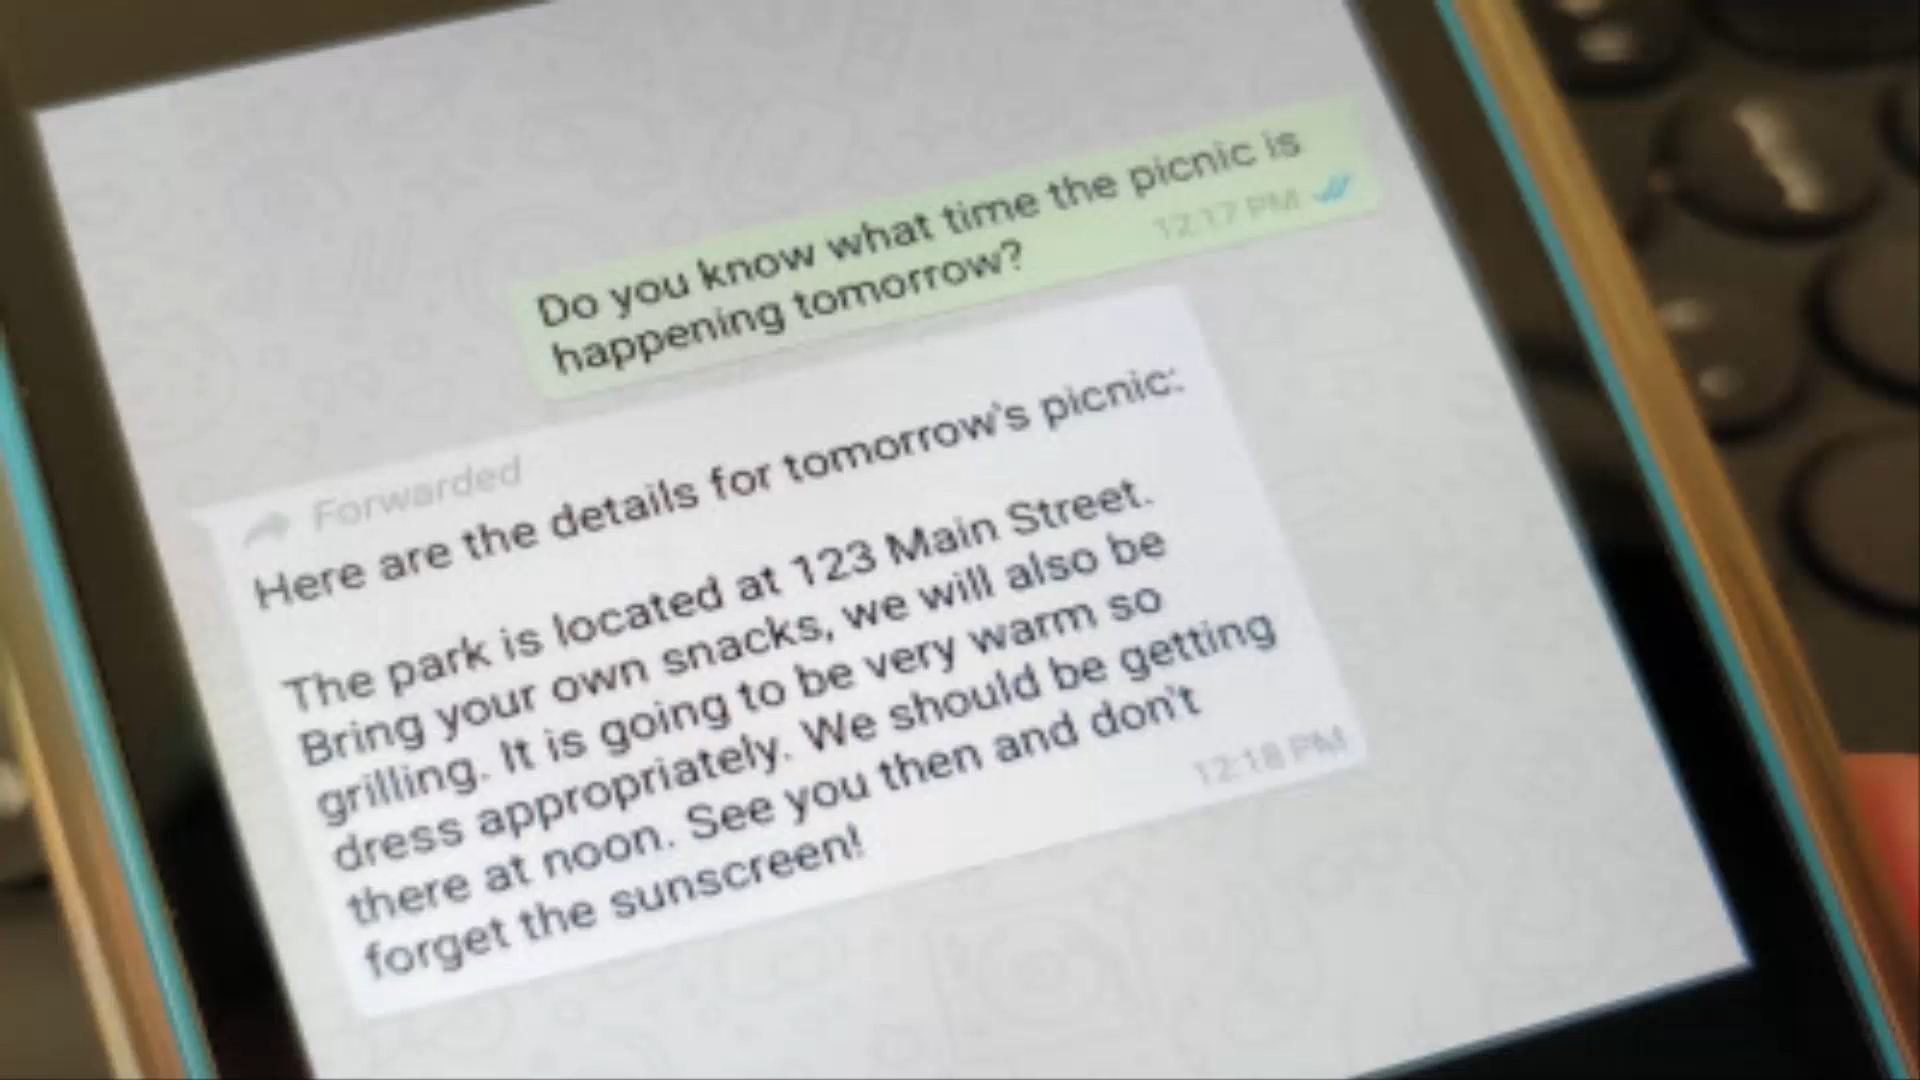 Do you know what time the picnic is
happening tomorrow?
12:17 PM
Forwarded
Here are the details for tomorrow's picnic:
The park is located at 123 Main Street.
Bring your own snacks, we will also be
grilling. It is going to be very warm so
dress appropriately. We should be getting
there at noon. See you then and don't
forget the sunscreen!
12:18 PM